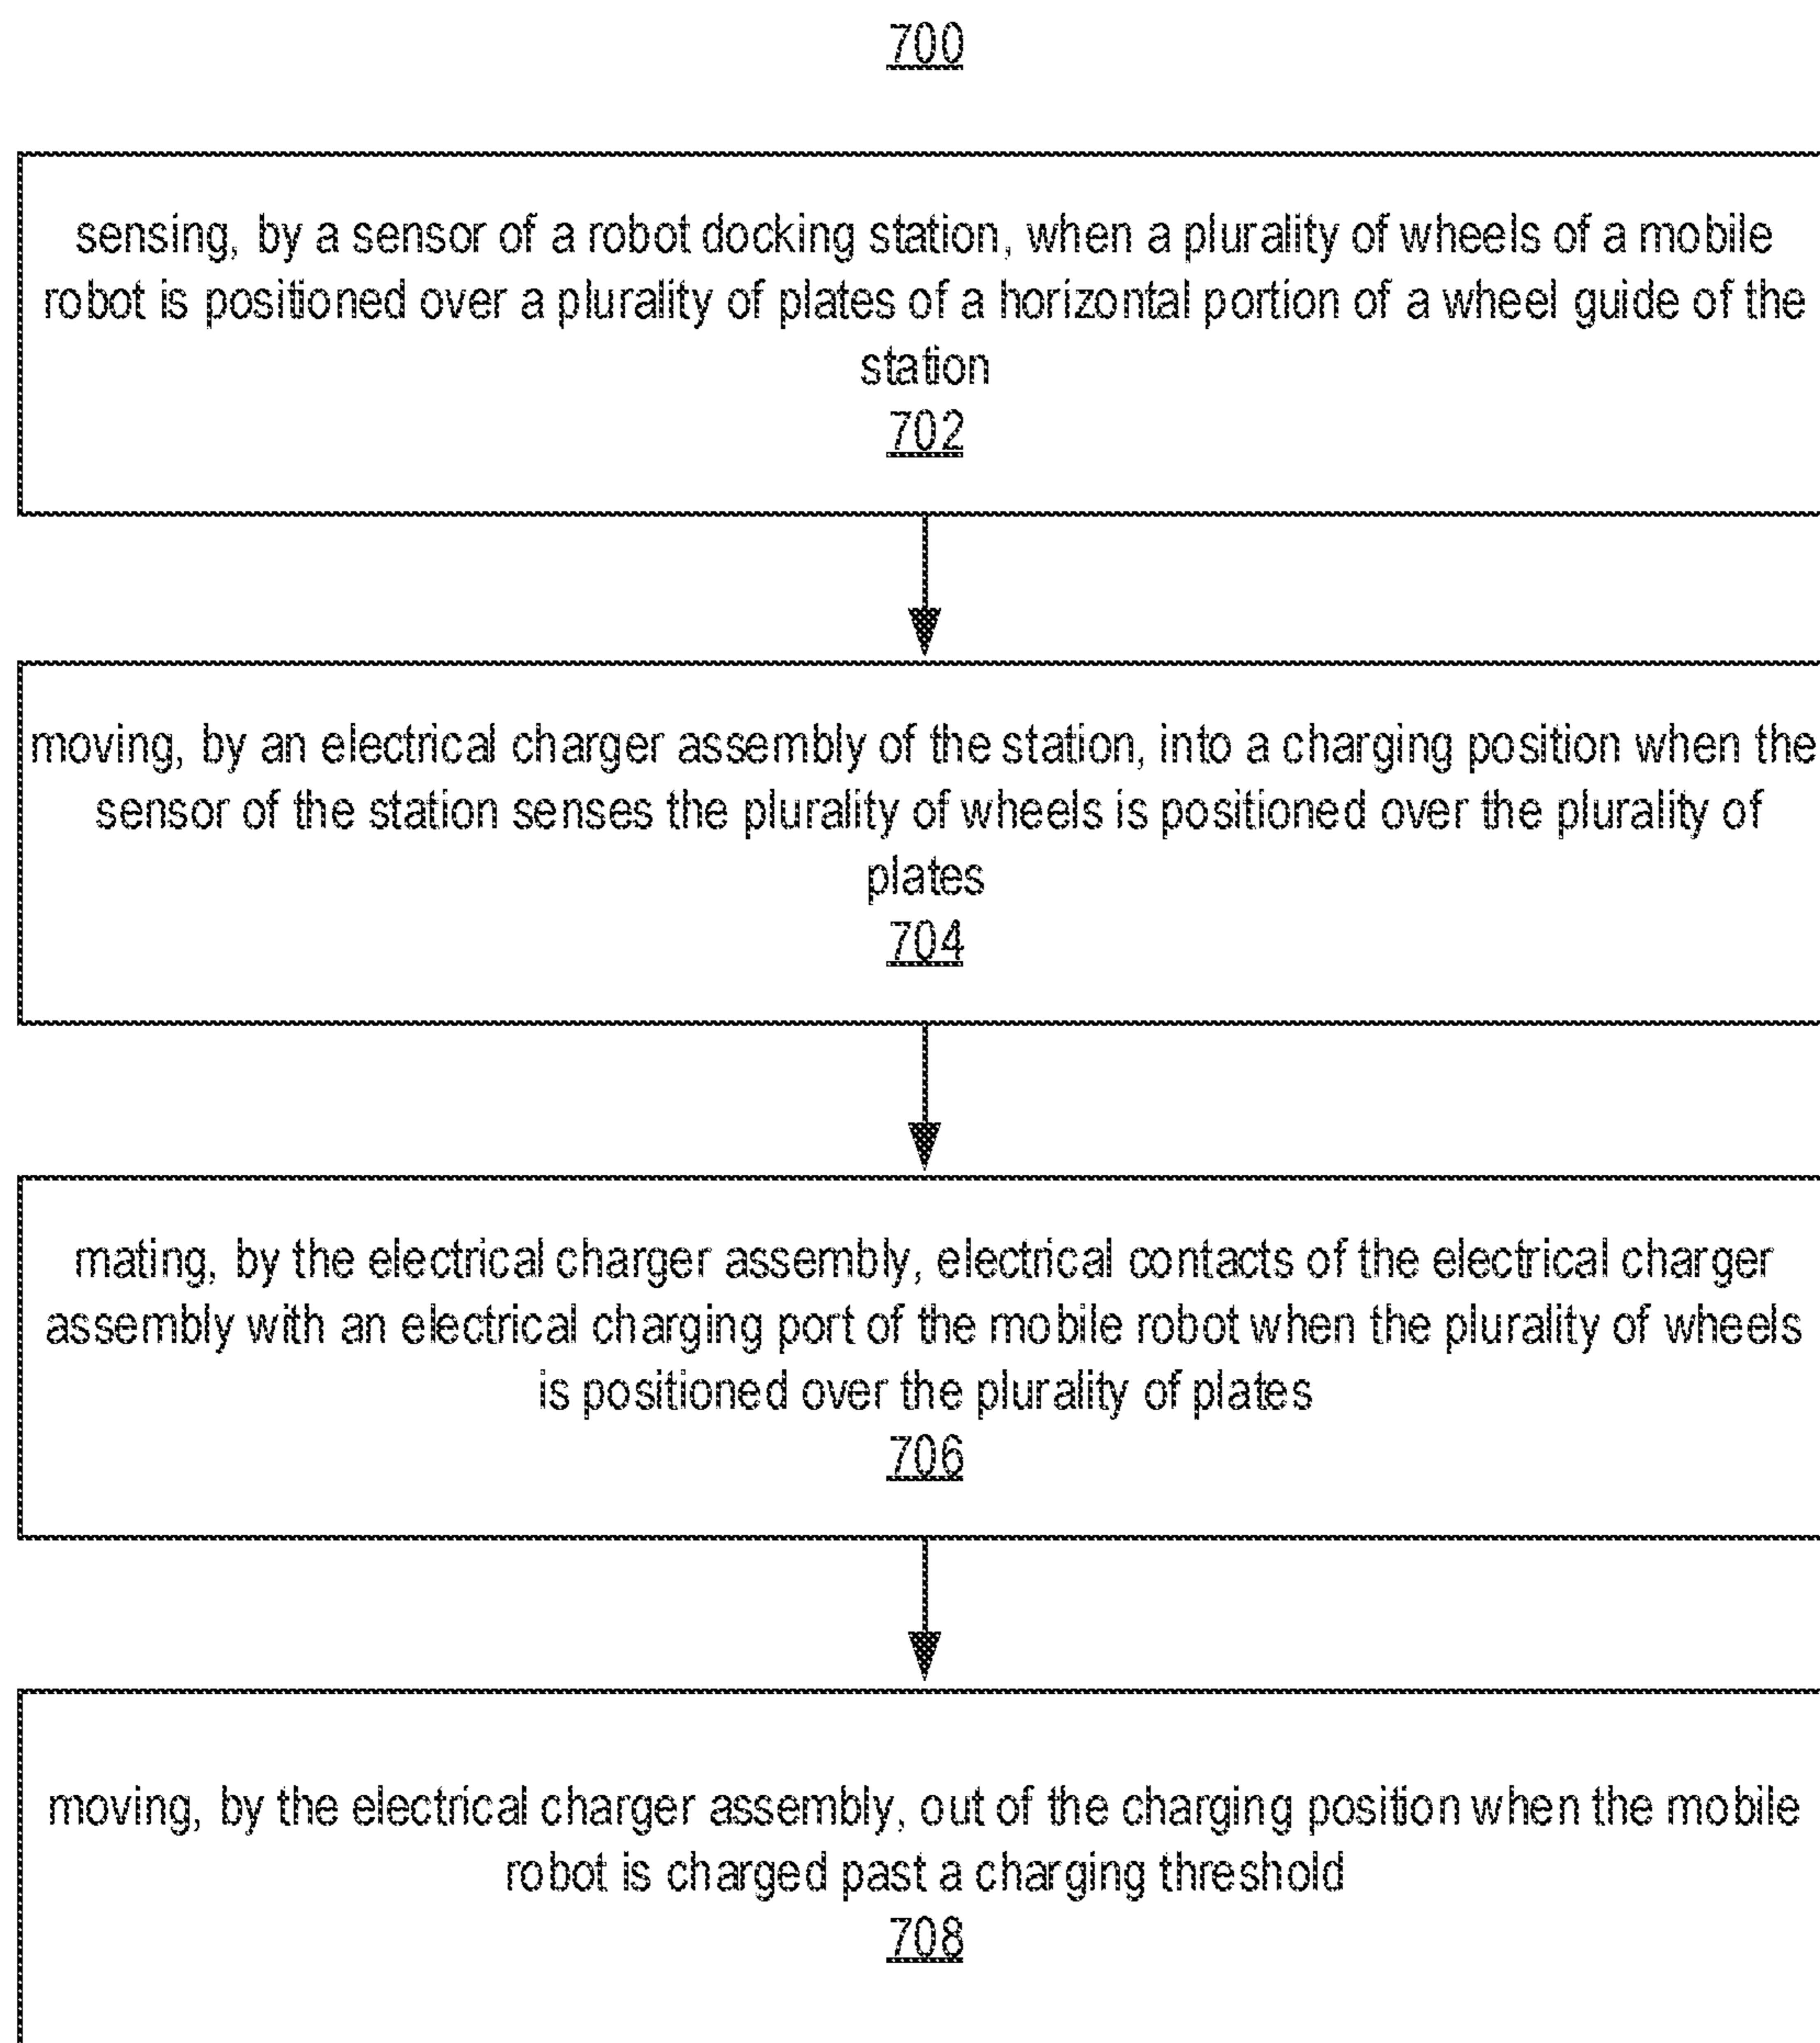 700
sensing, by a sensor of a robot docking station, when a plurality of wheels of a mobile
robot is positioned over a plurality of plates of a horizontal portion of a wheel guide of the
station
702
moving, by an electrical charger assembly of the station, into a charging position when the
sensor of the station senses the plurality of wheels is positioned over the plurality of
plates
704
mating, by the electrical charger assembly, electrical contacts of the electrical charger
assembly with an electrical charging port of the mobile robot when the plurality of wheels
is positioned over the plurality of plates
706
moving, by the electrical charger assembly, out of the charging position when the mobile
robot is charged past a charging threshold
708